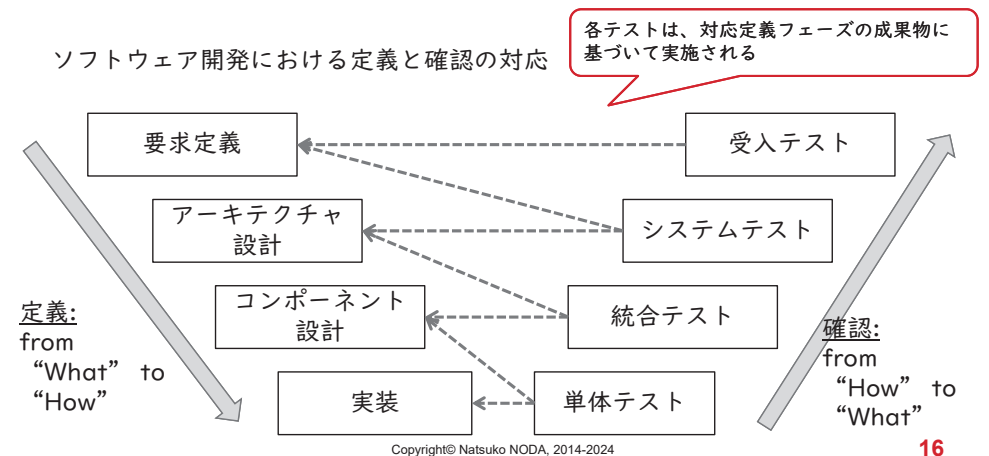 各テストは、対応定義フェーズの成果物に
基づいて実施される
ソフトウェア開発における定義と確認の対応
要求定義
受入テスト
アーキテクチャ
設計
システムテスト
コンポーネント
設計
統合テスト
実装
単体テスト
定義:
from
“What” to
“How”
確認:
from
“How” to
“What”
Copyright© Natsuko NODA, 2014-2024
16